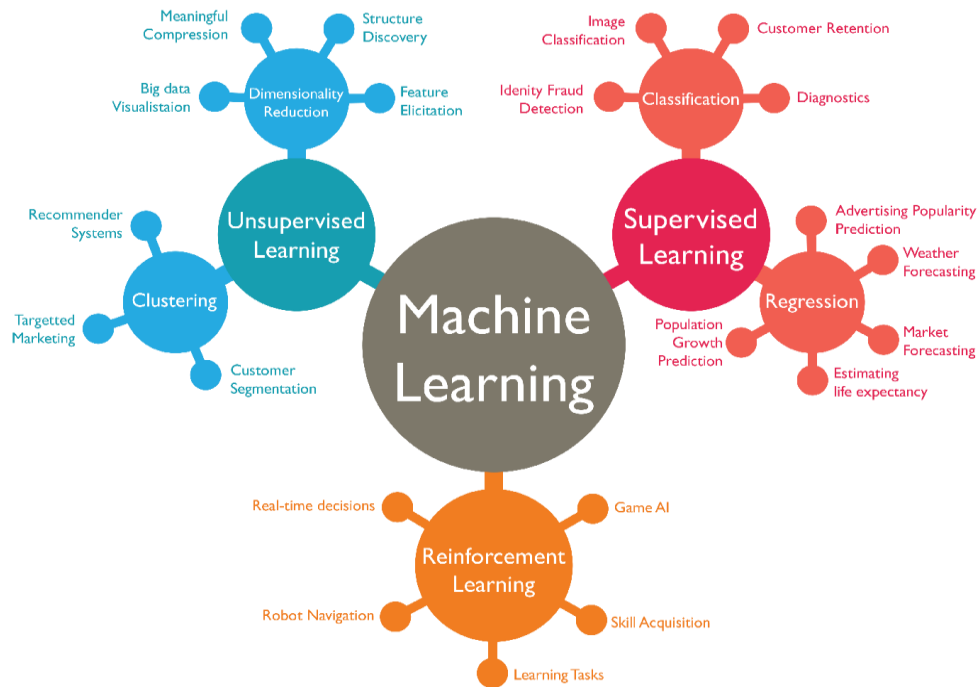 Meaningful
Compression
Structure
Discovery
Big data
Visualistaion
Dimensionality
Reduction
Feature
Elicitation
Image
Classification
Customer Retention
Idenity Fraud
Detection
Classification
Diagnostics
Unsupervised
Learning
Supervised
Learning
Recommender
Systems
Clustering
Targetted
Marketing
Customer
Segmentation
Machine
Learning
Advertising Popularity
Prediction
Weather
Forecasting
Regression
Population
Growth
Prediction
Market
Forecasting
Estimating
life expectancy
Real-time decisions
Game AI
Reinforcement
Learning
Robot Navigation
Skill Acquisition
Learning Tasks